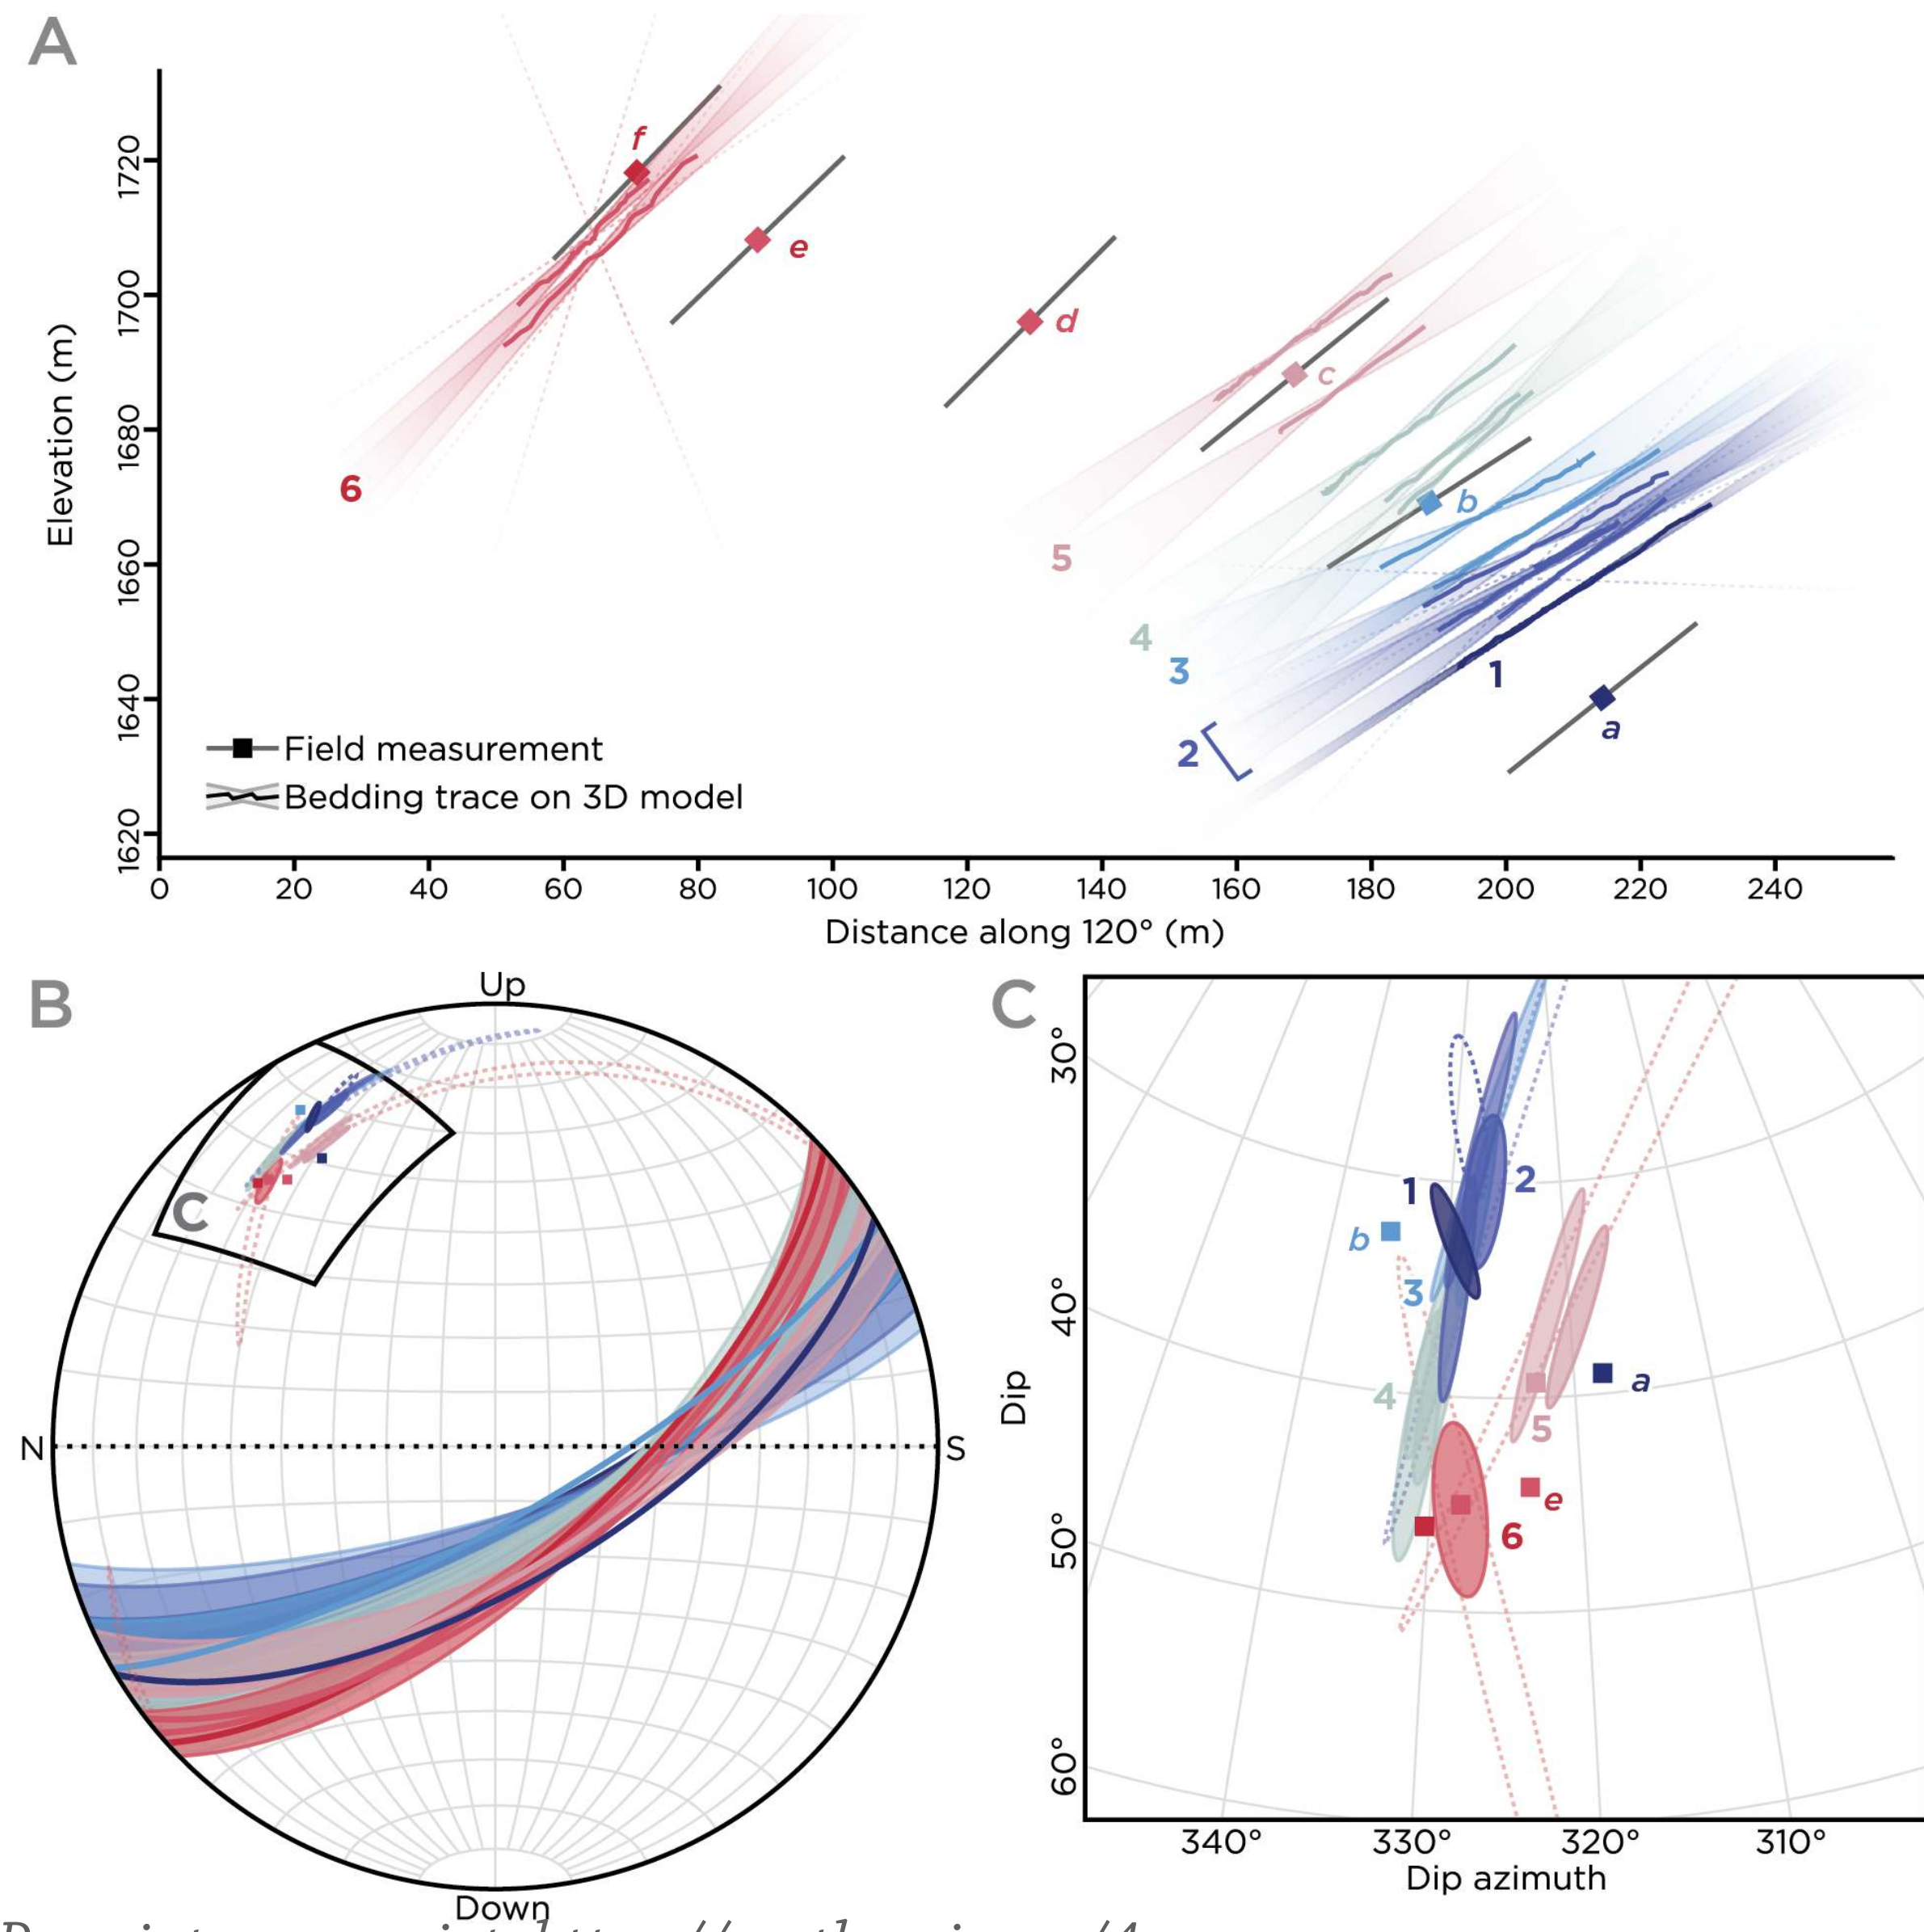 A
Elevation (m)
1720
1700
1680
1660
1640
1620
f
e
d
c
b
a
6
5
4
3
2
1
Field measurement
Bedding trace on 3D model
0 20 40 60 80 100 120 140 160 180 200 220 240
Distance along 120° (m)
B
Up
N
S
C
Down
C
Dip
30°
40°
50°
60°
1
2
b
3
a
4
5
e
6
340° 330° 320° 310°
Dip azimuth